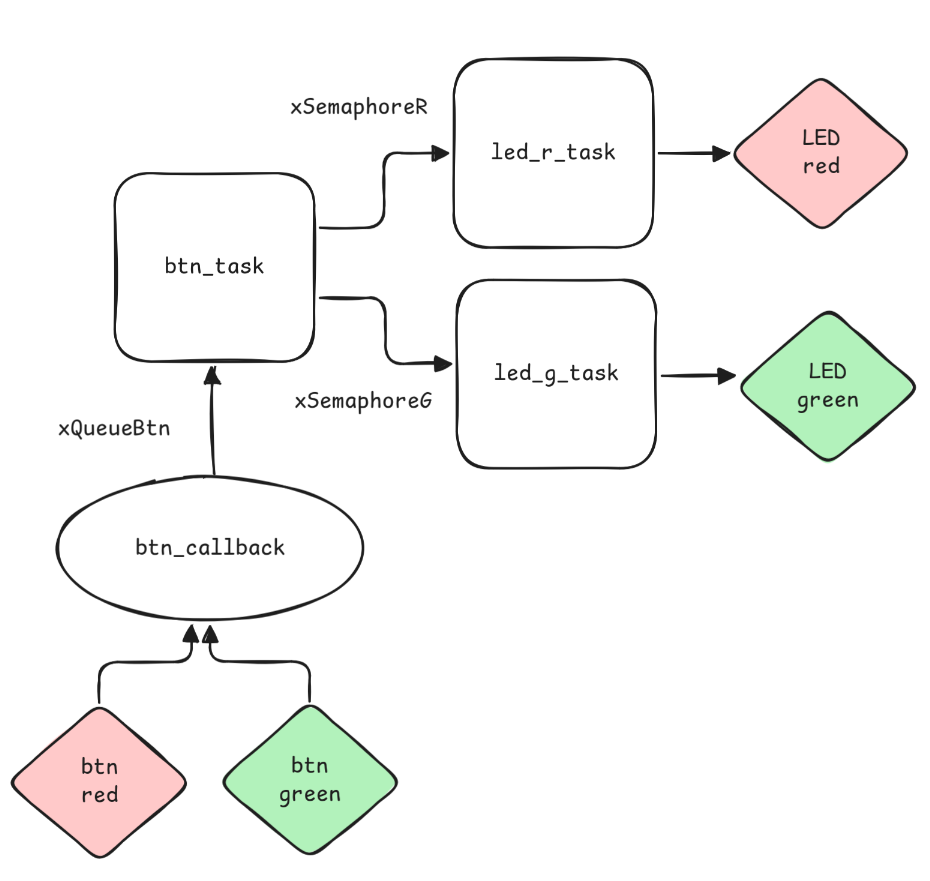 xSemaphoreR
led_r_task
LED
red
btn_task
led_g_task
LED
green
xSemaphoreG
xQueueBtn
btn_callback
btn
red
btn
green